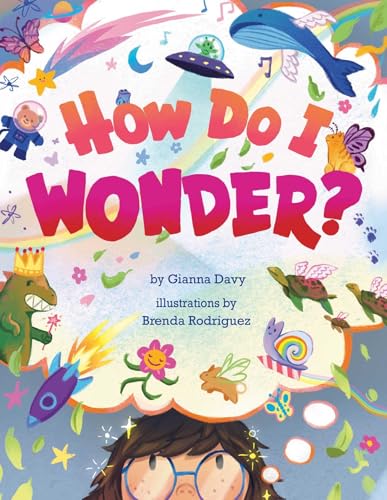 How Do I
WONDER?
by Gianna Davy
illustrations by
Brenda Rodriguez